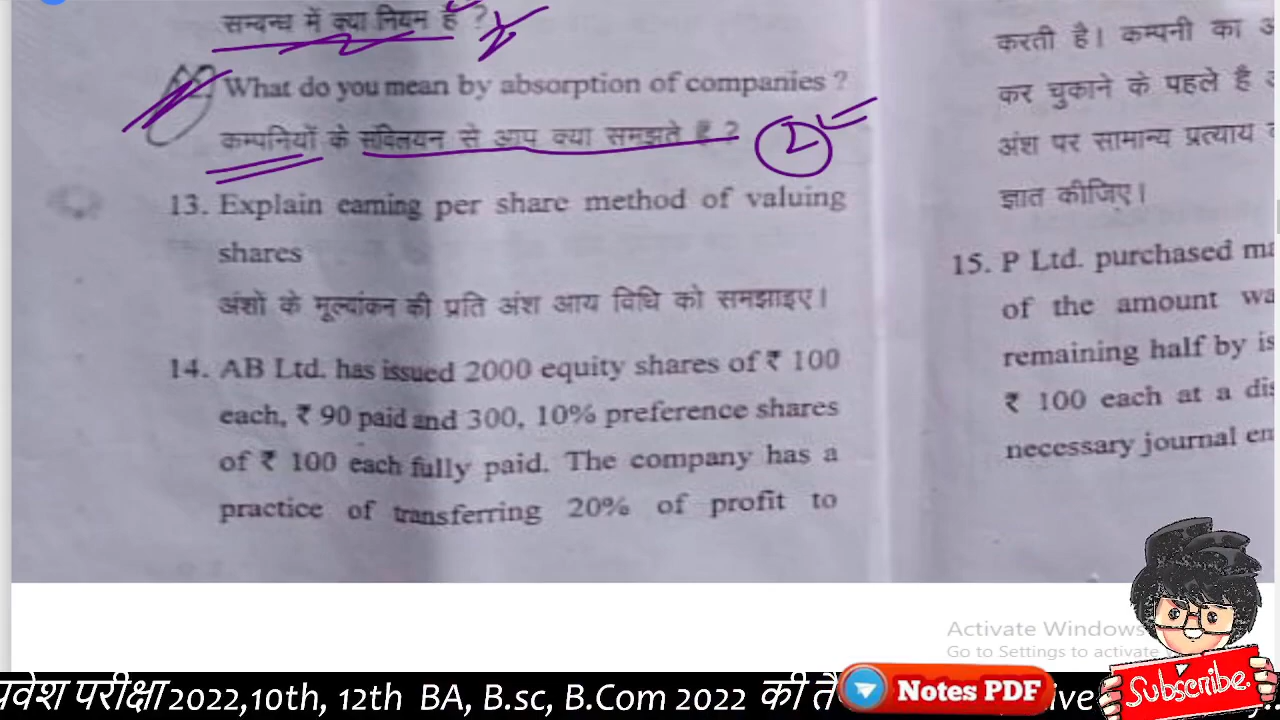 सम्बन्ध में क्या नियम हैं ?
12. What do you mean by absorption of companies ?
कम्पनियों के संविलयन से आप क्या समझते हैं ?
13. Explain earning per share method of valuing
shares
अंशों के मूल्यांकन की प्रति अंश आय विधि को समझाइए।
14. AB Ltd. has issued 2000 equity shares of ₹ 100
each, ₹ 90 paid and 300, 10% preference shares
of ₹ 100 each fully paid. The company has a
practice of transferring 20% of profit to
करती है। कम्पनी का
कर चुकाने के पहले है
अंश पर सामान्य प्रत्याय
ज्ञात कीजिए।
15. P Ltd. purchased
of the amount
remaining half by
₹ 100 each at a
necessary journal
Activate Windows
Go to Settings to activate
प्रवेश परीक्षा 2022,10th, 12th BA, B.sc, B.Com 2022 की
Notes PDF
Subscribe